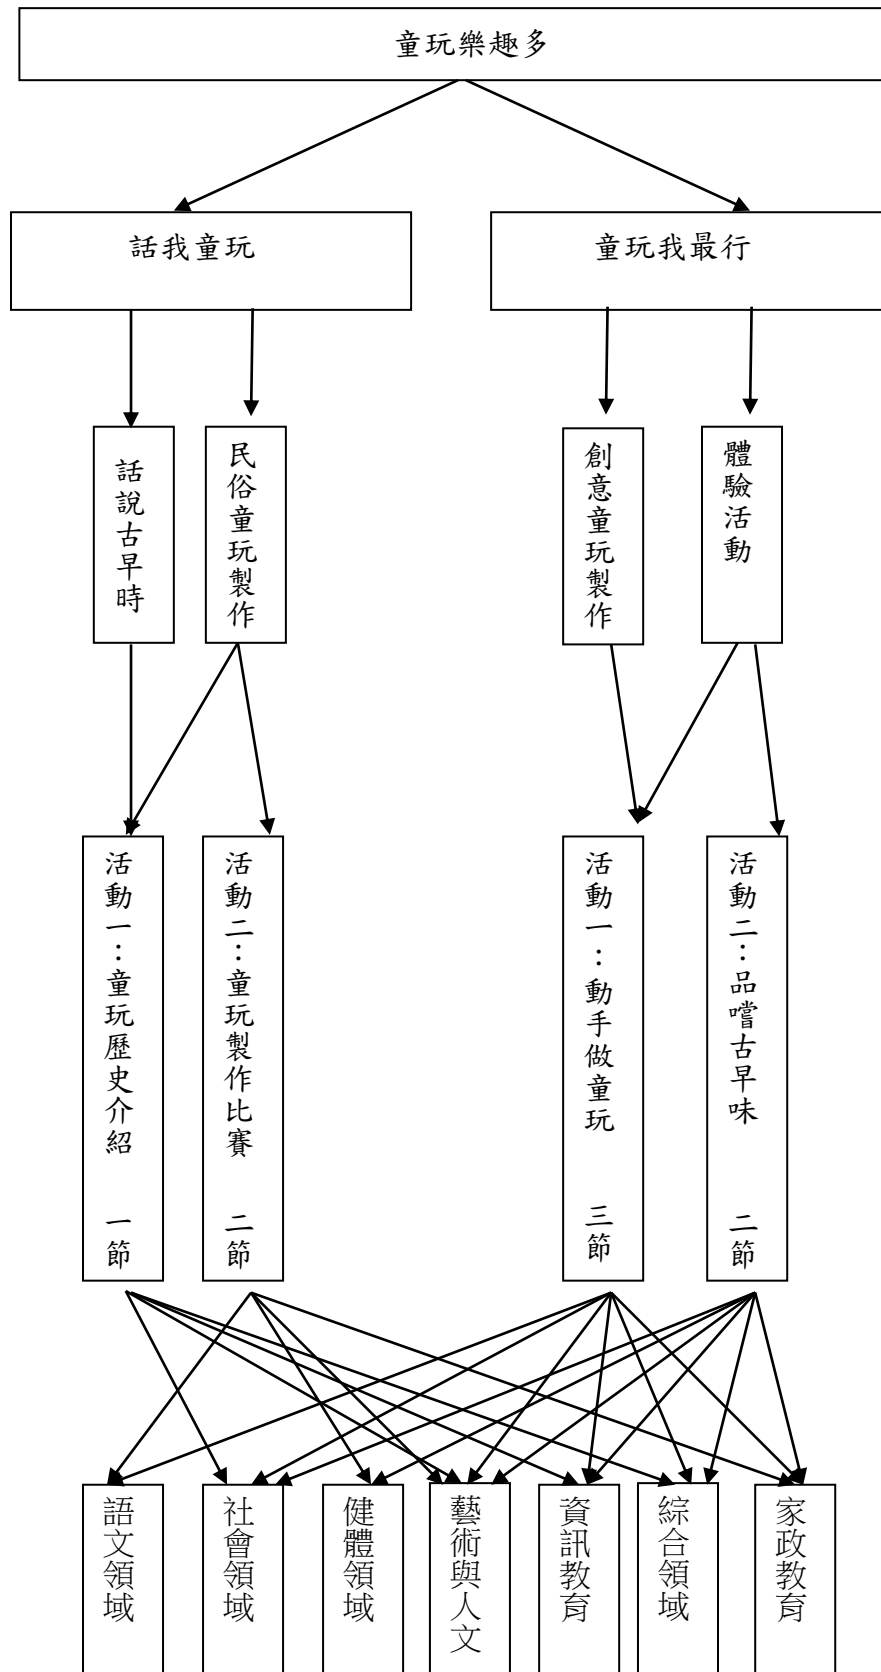 童玩樂趣多
話我童玩
童玩我最行
話說古早時
民俗童玩製作
創意童玩製作
體驗活動
活動一：童玩歷史介紹 一節
活動二：童玩製作比賽 二節
活動一：動手做童玩 三節
活動二：品嚐古早味 二節
語文領域
社會領域
健體領域
藝術與人文
資訊教育
綜合領域
家政教育